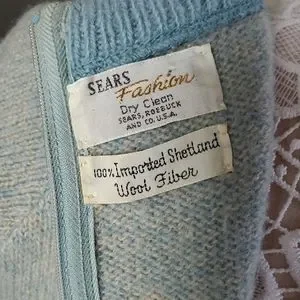 SEARS
Fashion
Dry Clean
SEARS, ROEBUCK
AND CO. U.S.A.
100% Imported Shetland
Wool Fiber